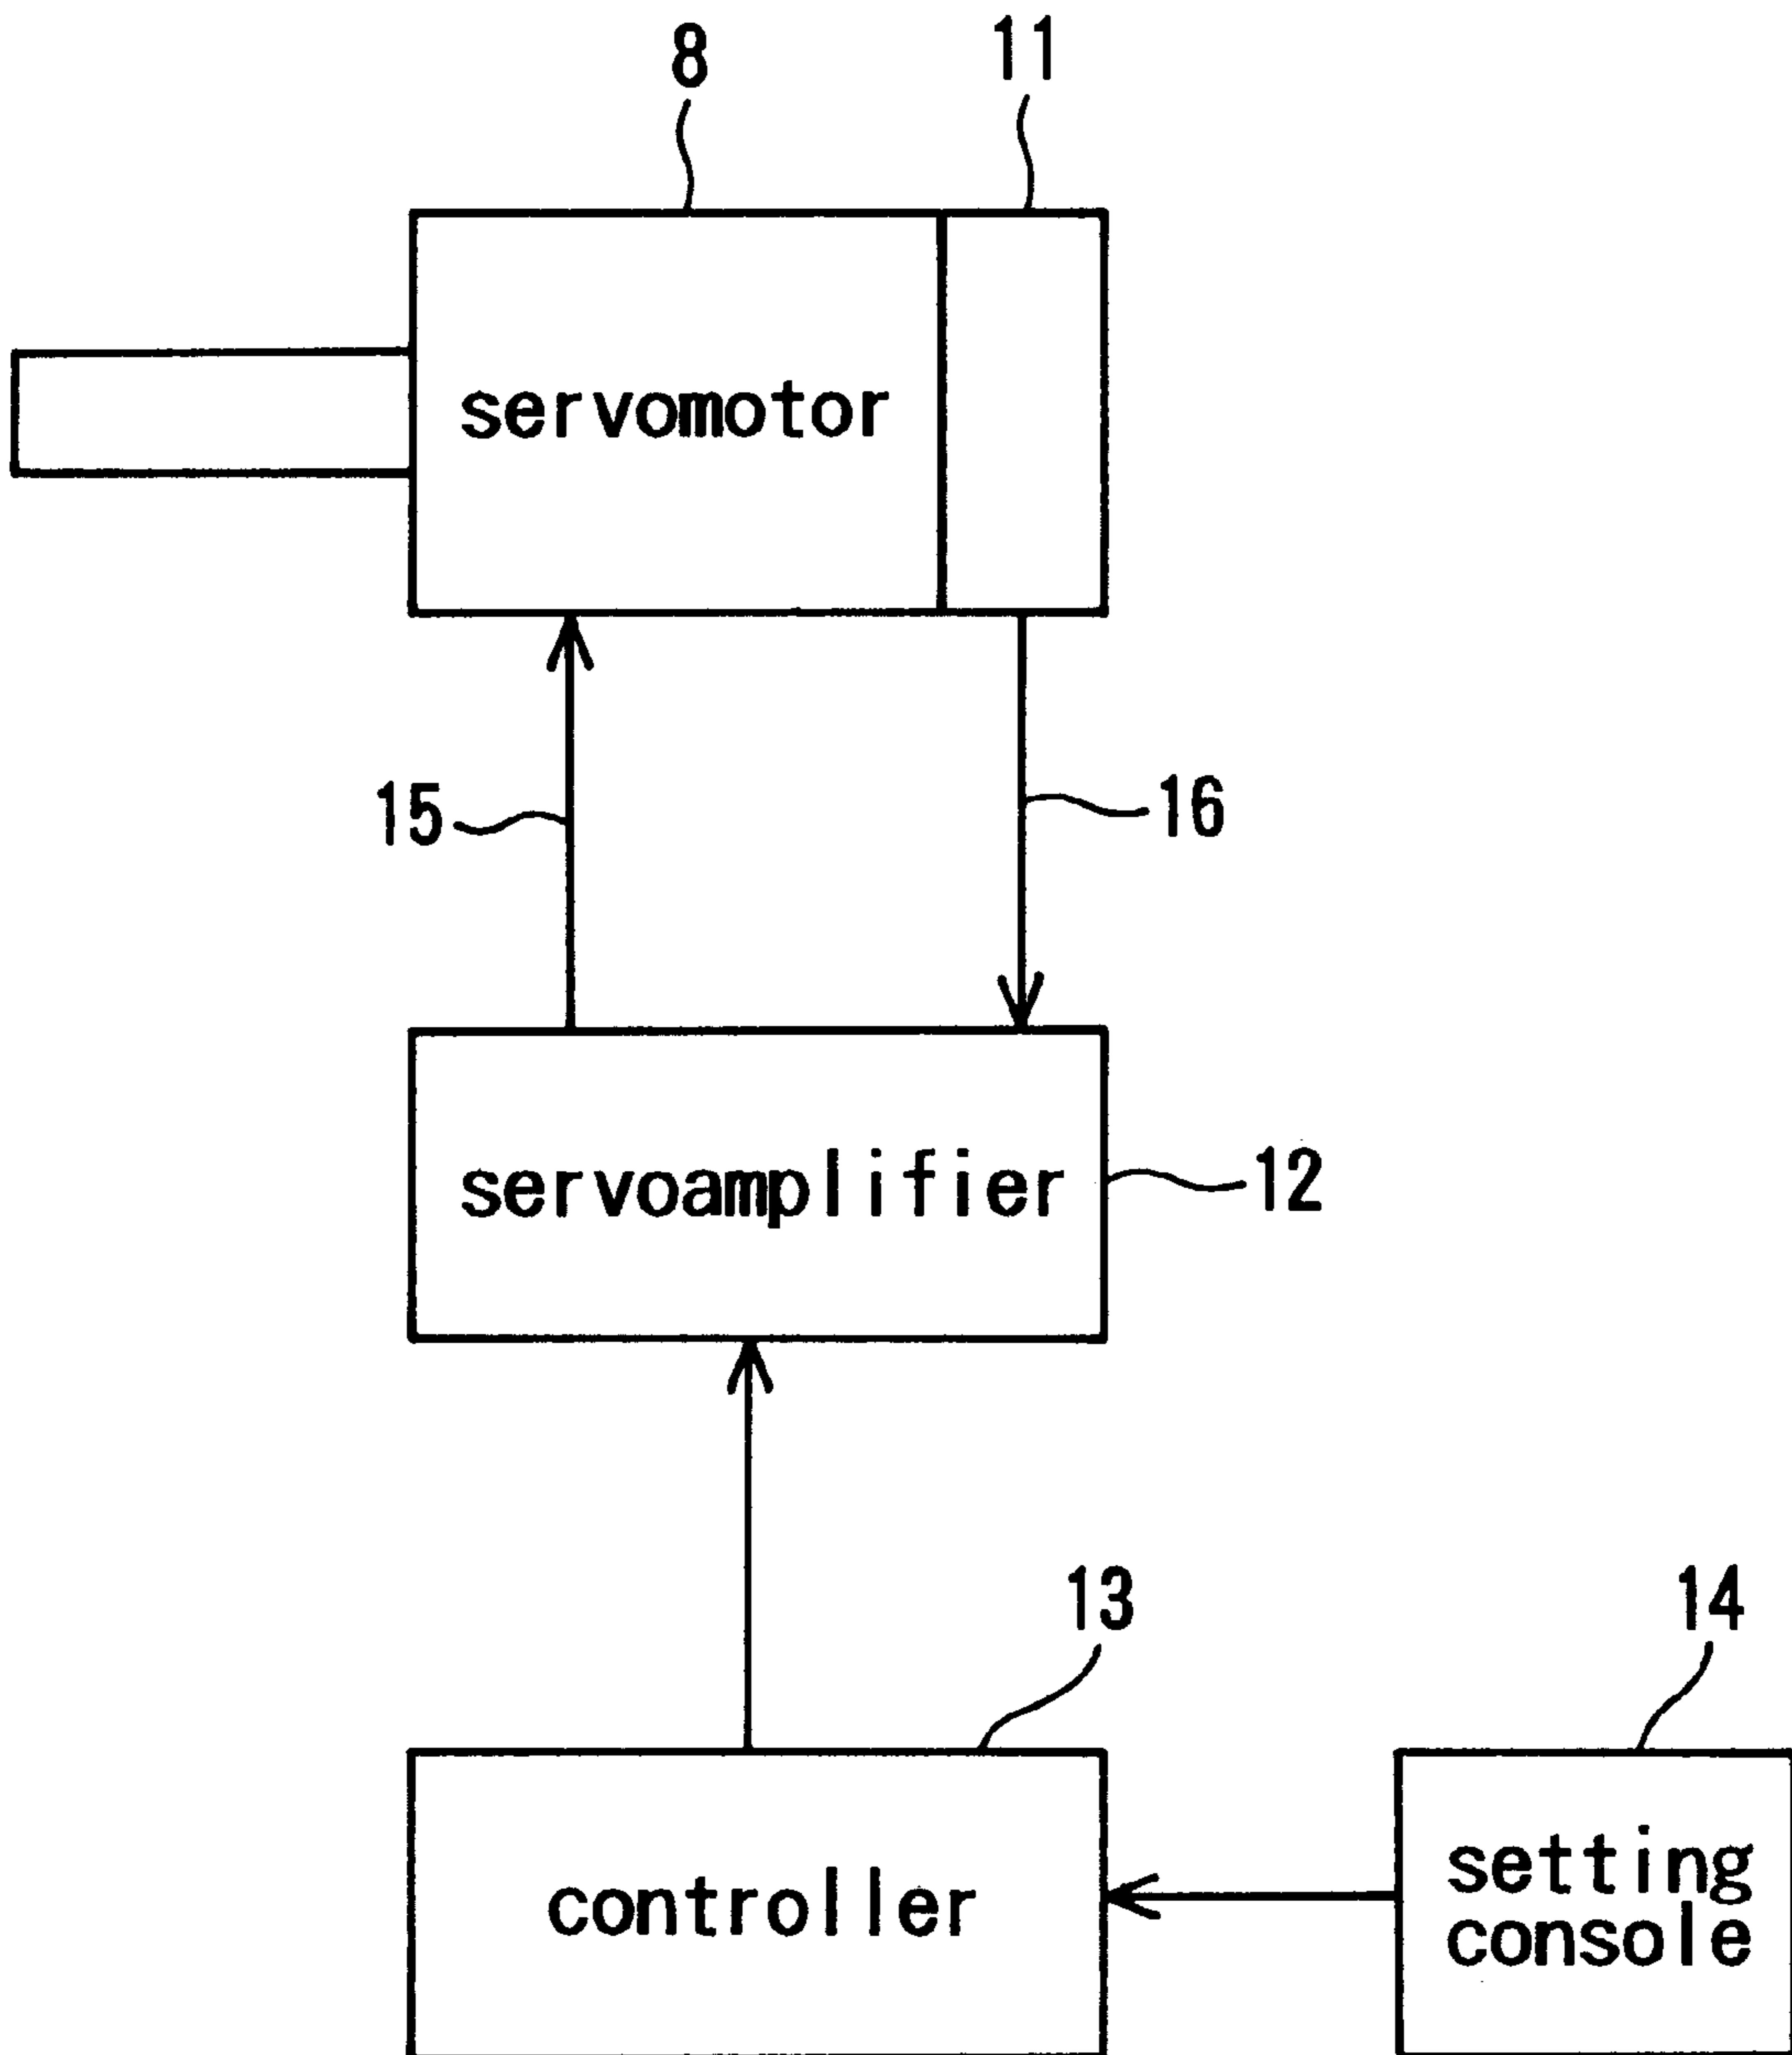 8
11
servomotor
15
16
servoamplifier
12
13
14
controller
setting
console